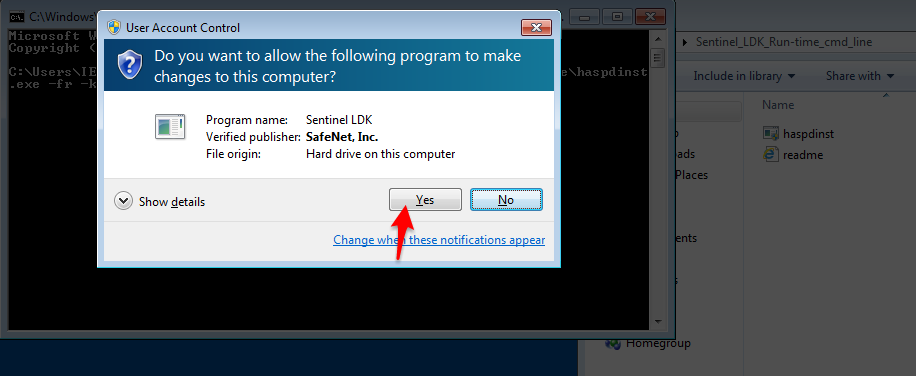 C:\Windows\
User Account Control
Do you want to allow the following program to make
changes to this computer?
Program name: Sentinel LDK
Verified publisher: SafeNet, Inc.
File origin: Hard drive on this computer
Show details
Yes
No
Change when these notifications appear
Microsoft W
Copyright (
C:\Users\IE
e\haspdinst
.exe -fr -k
Sentinel_LDK_Run-time_cmd_line
Include in library
Share with
Name
haspdinst
readme
oads
Places
ents
Homegroup